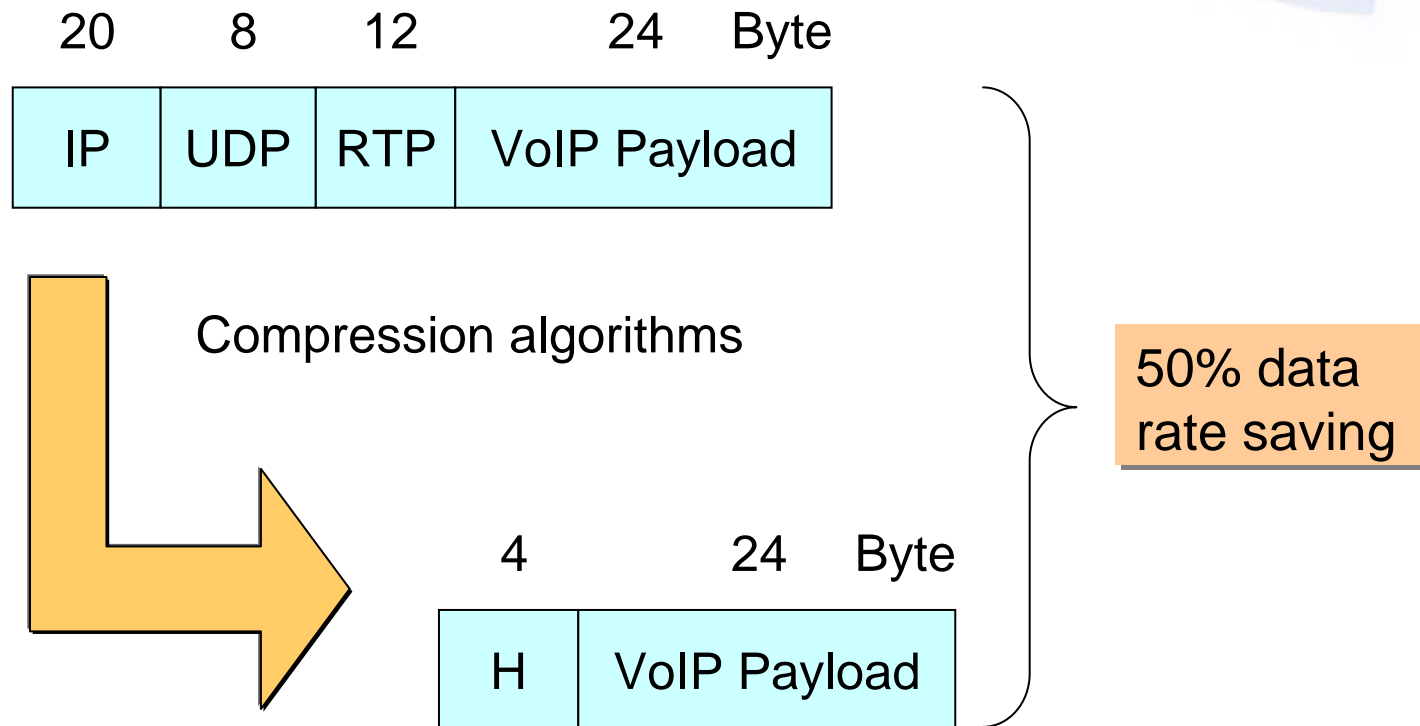 20 8 12 24 Byte
IP UDP RTP VoIP Payload
Compression algorithms
50% data
rate saving
4 24 Byte
H VoIP Payload